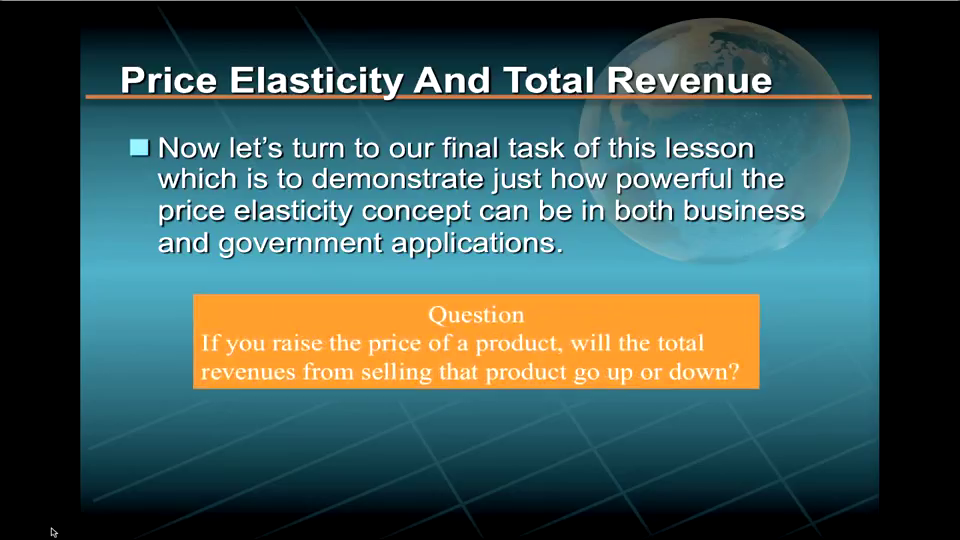 Price Elasticity And Total Revenue
Now let's turn to our final task of this lesson
which is to demonstrate just how powerful the
price elasticity concept can be in both business
and government applications.
Question
If you raise the price of a product, will the total
revenues from selling that product go up or down?